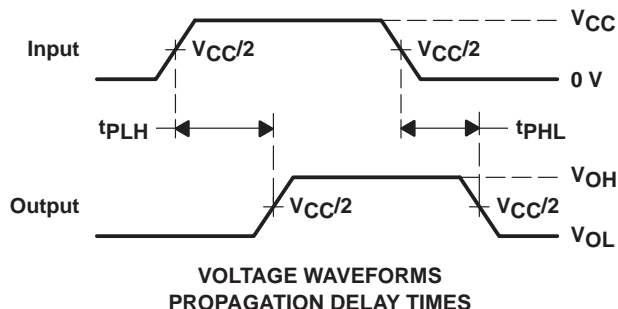 VCC
Input VCC/2 VCC/2
0 V
tPLH tPHL
VOH
Output VCC/2 VCC/2
VOL
VOLTAGE WAVEFORMS
PROPAGATION DELAY TIMES